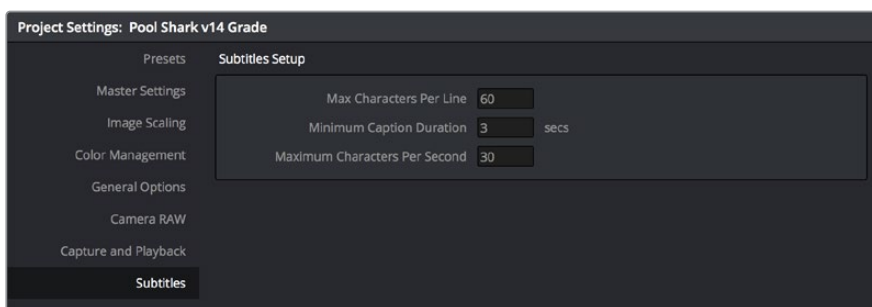 Project Settings: Pool Shark v14 Grade
Presets
Master Settings
Image Scaling
Color Management
General Options
Camera RAW
Capture and Playback
Subtitles
Subtitles Setup
Max Characters Per Line 60
Minimum Caption Duration 3 secs
Maximum Characters Per Second 30